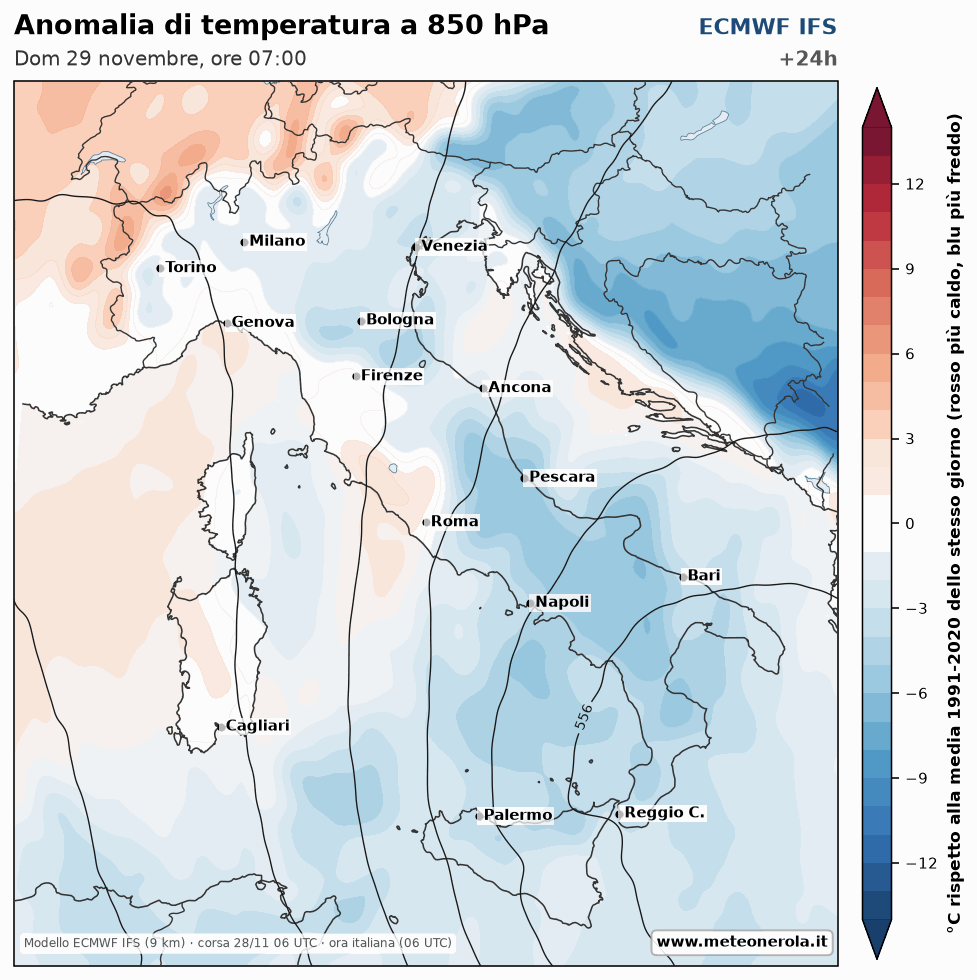 Anomalia di temperatura a 850 hPa
ECMWF IFS
Dom 29 novembre, ore 07:00
+24h
Milano
Venezia
Torino
Genova
Bologna
Firenze
Ancona
Pescara
Roma
Bari
Napoli
556
Cagliari
Palermo
Reggio C.
12
9
6
3
0
−3
−6
−9
−12
°C rispetto alla media 1991-2020 dello stesso giorno (rosso più caldo, blu più freddo)
Modello ECMWF IFS (9 km) · corsa 28/11 06 UTC · ora italiana (06 UTC)
www.meteonerola.it